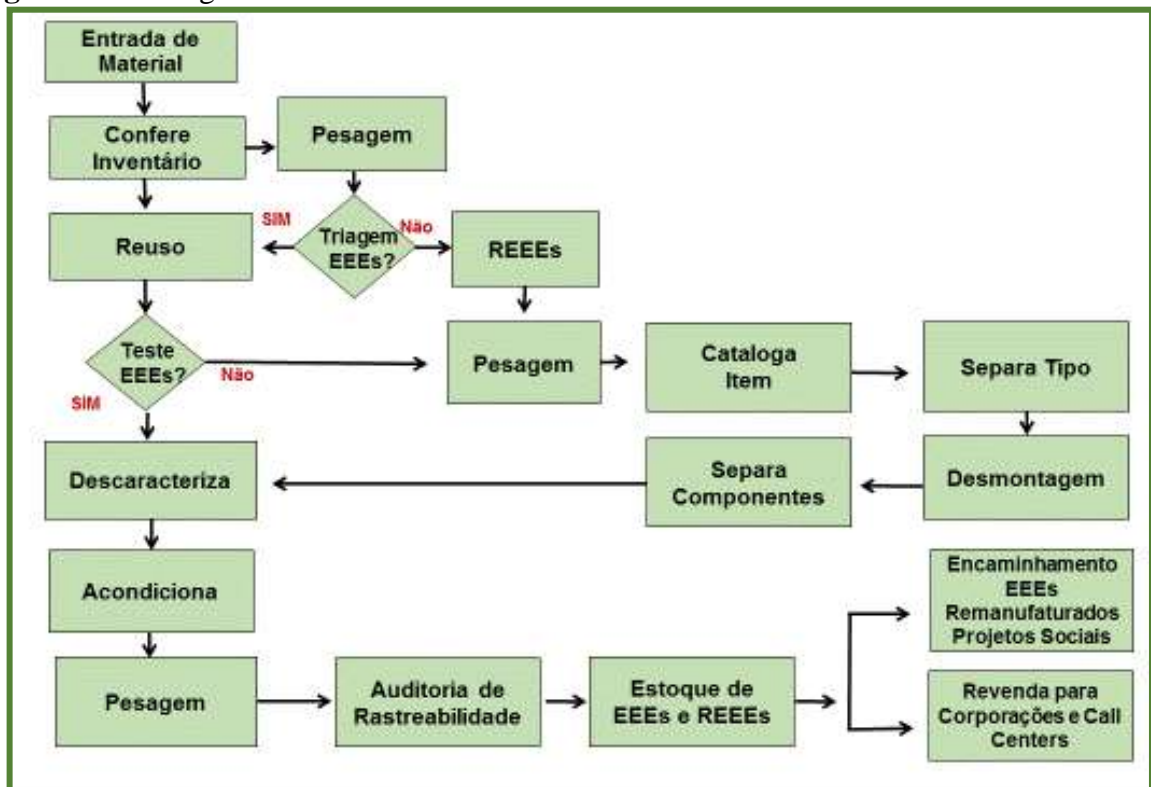 Entrada de
Material
Confere
Inventário
Pesagem
Reuso
SIM
Triagem
EEEs?
Não
REEEs
Teste
EEEs?
Não
SIM
Pesagem
Cataloga
Item
Separa Tipo
Descaracteriza
Separa
Componentes
Desmontagem
Acondiciona
Pesagem
Auditoria de
Rastreabilidade
Estoque de
EEEs e REEEs
Encaminhamento
EEEs
Remanufaturados
Projetos Sociais
Revenda para
Corporações e Call
Centers